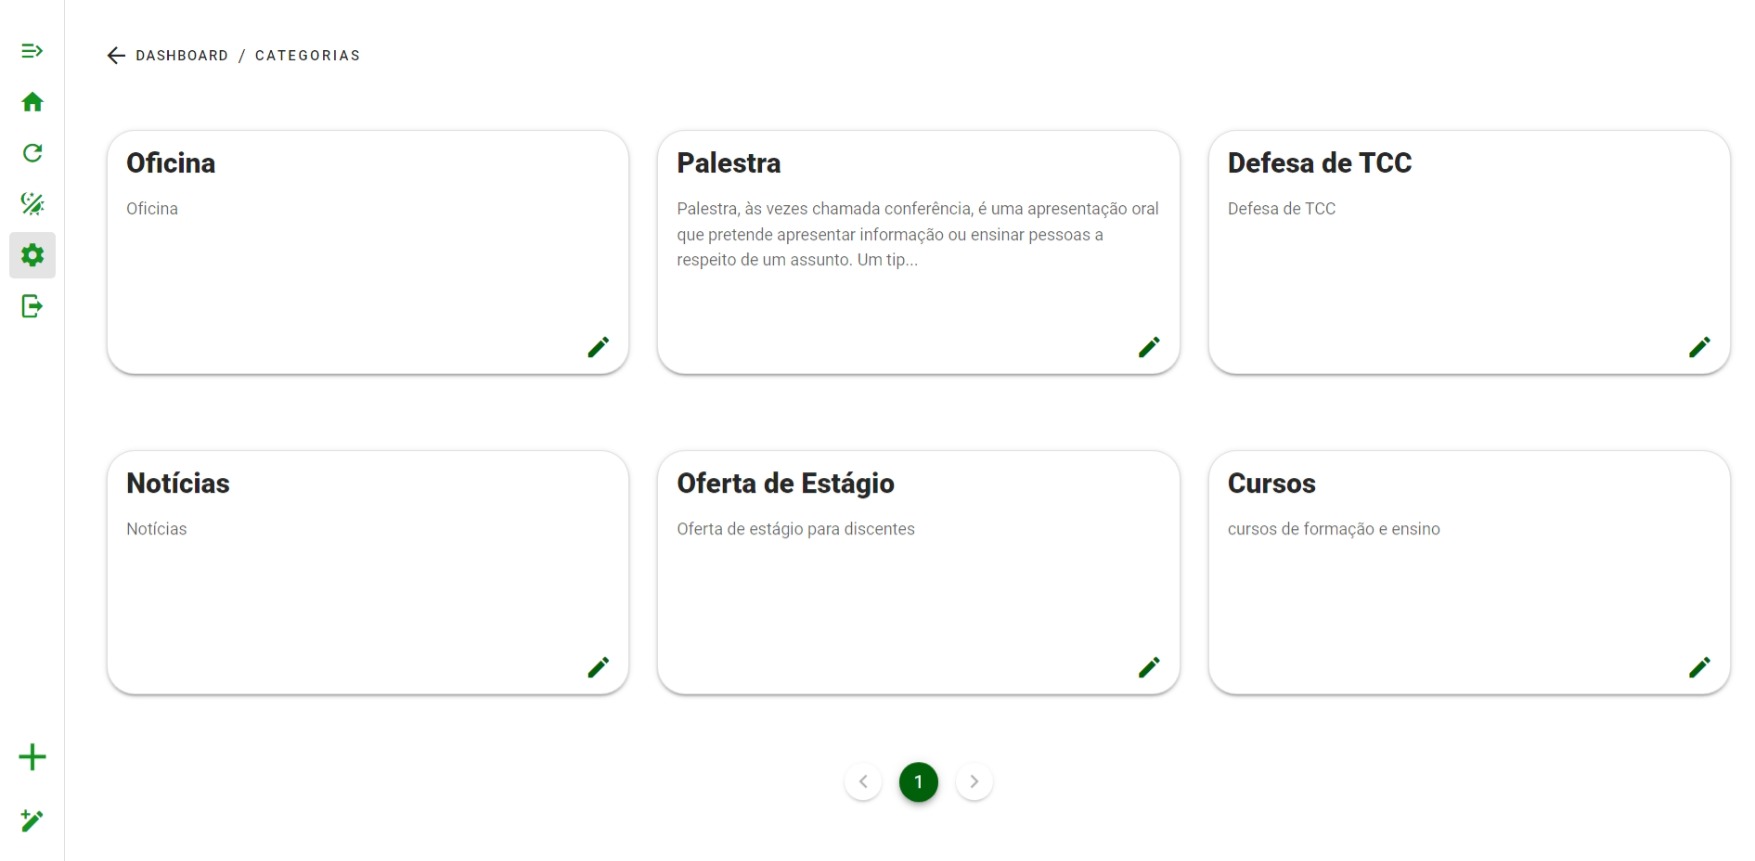 DASHBOARD / CATEGORIAS
Oficina
Oficina
Palestra
Palestra, às vezes chamada conferência, é uma apresentação oral
que pretende apresentar informação ou ensinar pessoas a
respeito de um assunto. Um tip...
Defesa de TCC
Defesa de TCC
Notícias
Notícias
Oferta de Estágio
Oferta de estágio para discentes
Cursos
cursos de formação e ensino
1